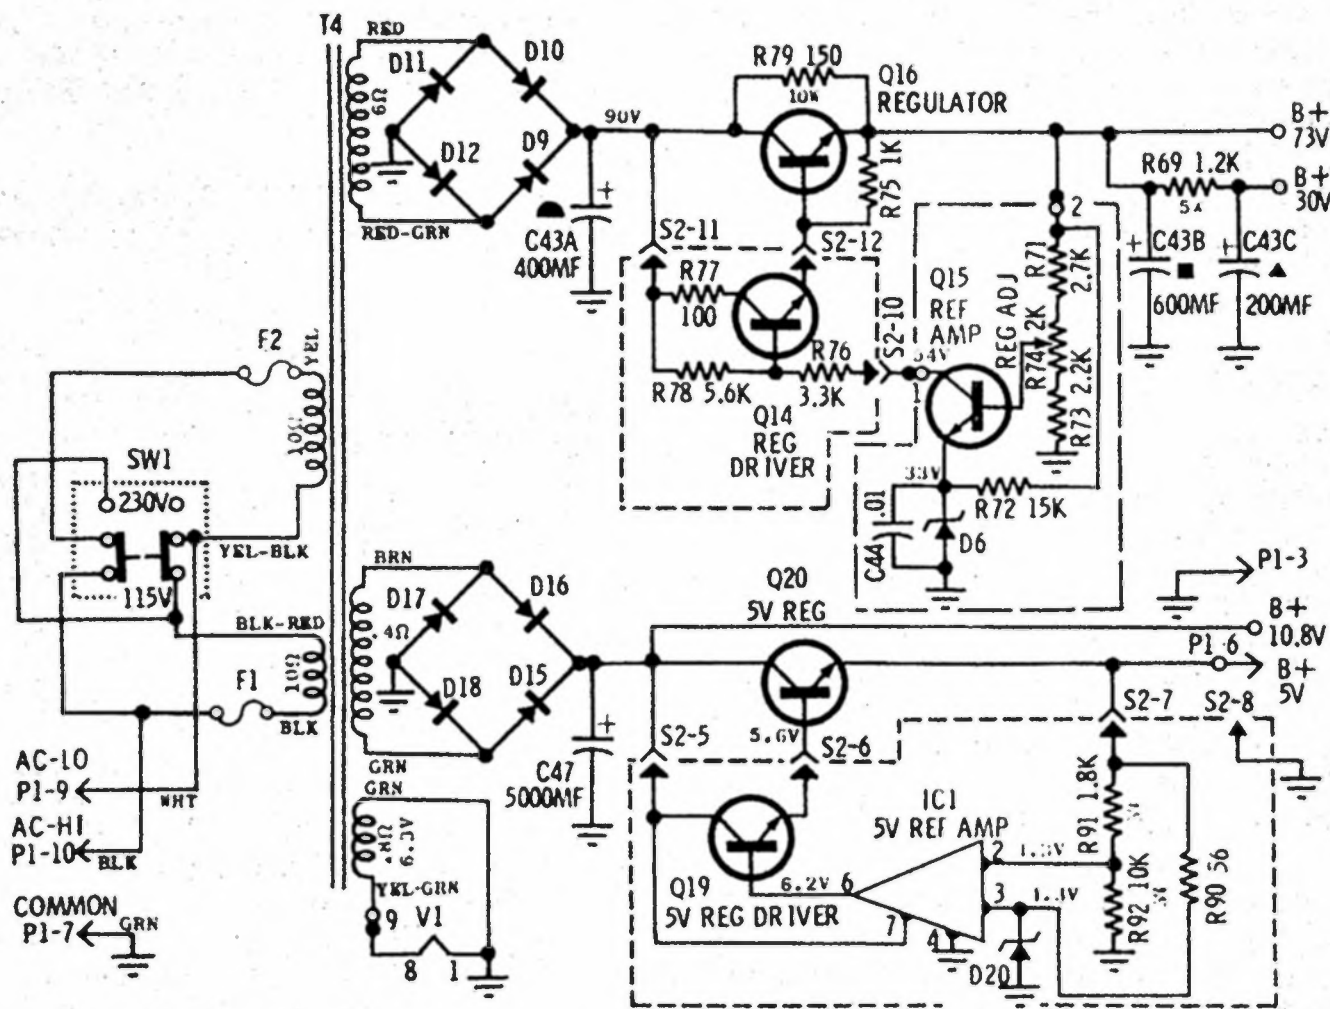 T4
RED
6Ω
D11
D10
D12
D9
RED-GRN
90V
+
C43A
400MF
R79 150
10W
Q16
REGULATOR
R75 1K
B+
73V
R69 1.2K
B+
30V
+
C43B
600MF
+
C43C
200MF
S2-11
S2-12
R77
100
R78 5.6K
R76
3.3K
Q14
REG
DRIVER
S2-10
Q15
REF
AMP
54V
1
2
REG ADJ
R71
2.7K
R74 2K
R73 2.2K
33V
R72 15K
C44 .01
D6
F2
YEL
10Ω
SW1
230V
115V
YEL-BLK
BLK-RED
10Ω
F1
BLK
AC-LO
P1-9
WHT
AC-HI
P1-10
BLK
COMMON
P1-7
GRN
BRN
.4Ω
D17
D16
D18
D15
GRN
+
C47
5000MF
GRN
6.3V
YEL-GRN
9
V1
8
1
Q20
5V REG
P1-3
B+
10.8V
P1-6
B+
5V
S2-5
5.6V
S2-6
S2-7
S2-8
Q19
5V REG DRIVER
6.2V
6
IC1
5V REF AMP
2
3
7
4
D20
R91 1.8K
R92 10K
R90 56